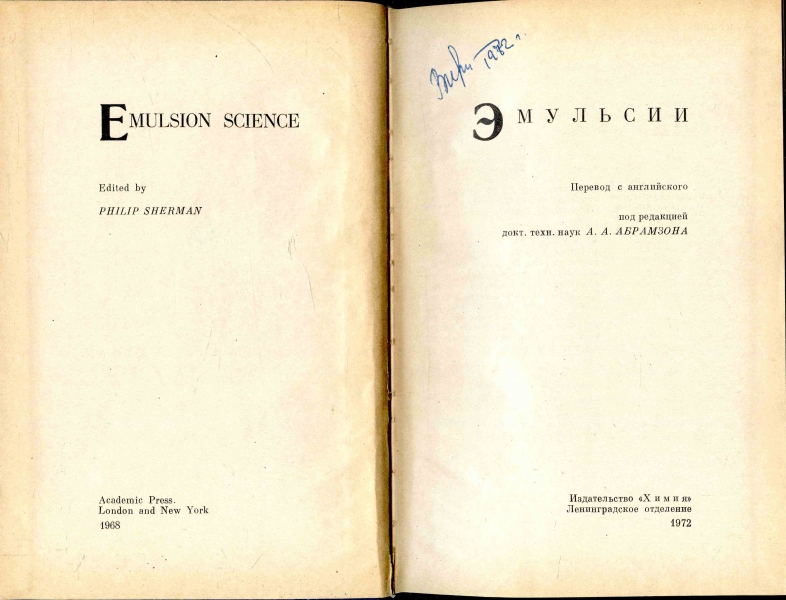 EMULSION SCIENCE
Edited by
PHILIP SHERMAN
Academic Press.
London and New York
1968
1972 г.
ЭМУЛЬСИИ
Перевод с английского
под редакцией
докт. техн. наук А. А. АБРАМЗОНА
Издательство «Химия»
Ленинградское отделение
1972